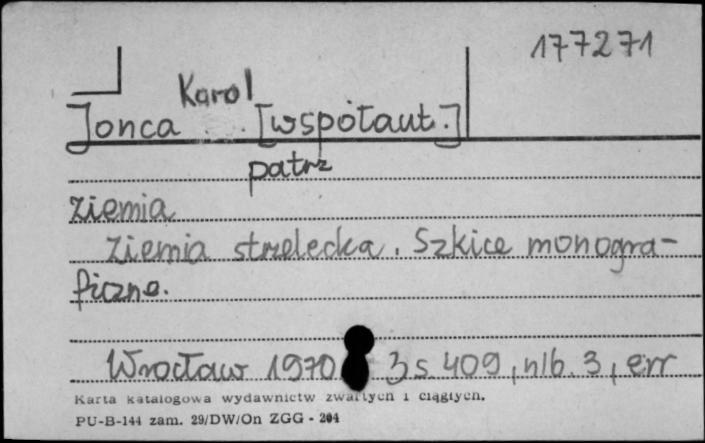 177271
Karol
Jonca [współaut.]
patrz
Ziemia
Ziemia strzelecka. Szkice monogra-
ficzne.
Wrocław 1970 3 s 409, nlb. 3, err
Karta katalogowa wydawnictw zwartych i ciągłych.
PU-B-144 zam. 29/DW/On ZGG - 204